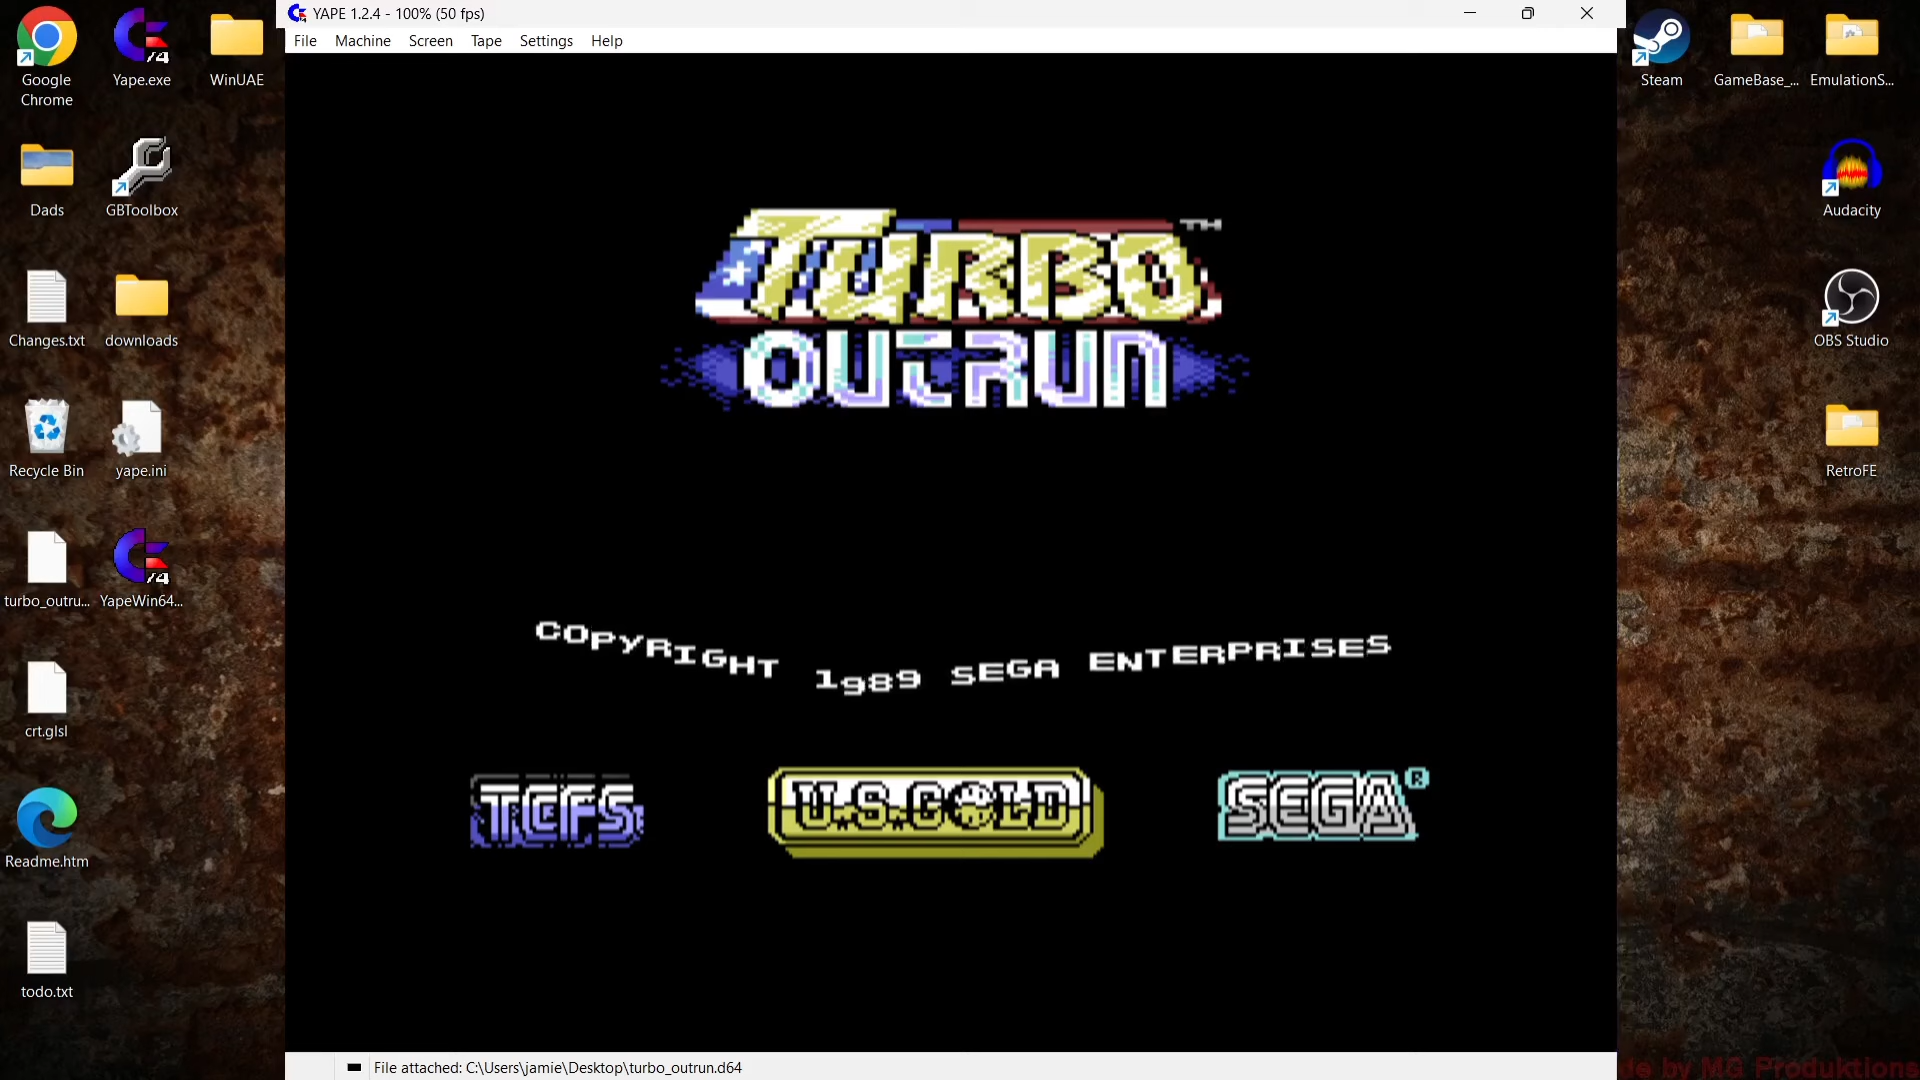 YAPE 1.2.4 - 100% (50 fps)
File Machine Screen Tape Settings Help
Google Chrome
Yape.exe
WinUAE
Steam
GameBase_...
EmulationS...
Dads
GBToolbox
Audacity
Changes.txt
downloads
OBS Studio
Recycle Bin
yape.ini
RetroFE
turbo_outru...
YapeWin64...
crt.glsl
Readme.htm
todo.txt
TURBO TM
OUTRUN
COPYRIGHT 1989 SEGA ENTERPRISES
TCFS
U.S.GOLD
SEGA®
File attached: C:\Users\jamie\Desktop\turbo_outrun.d64
by MG Produktions